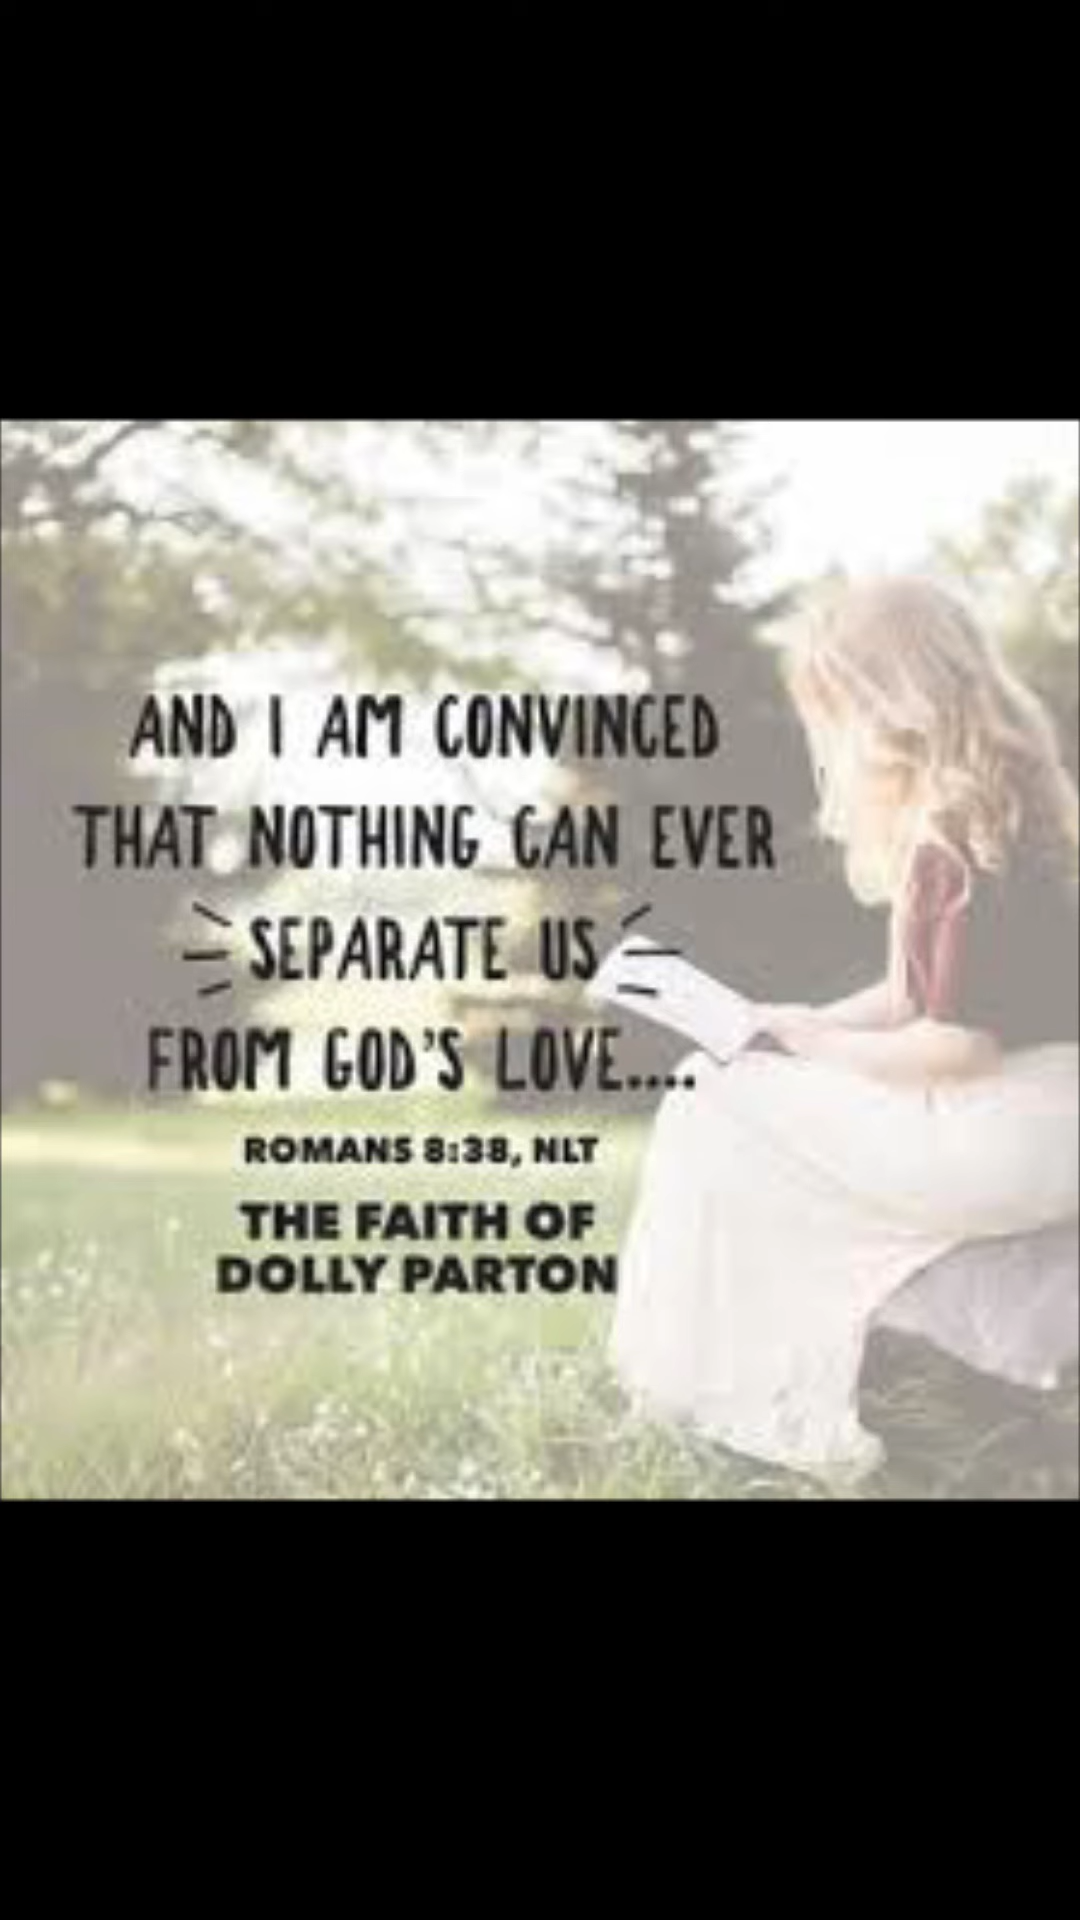 AND I AM CONVINCED
THAT NOTHING CAN EVER
SEPARATE US
FROM GOD'S LOVE....
ROMANS 8:38, NLT
THE FAITH OF
DOLLY PARTON